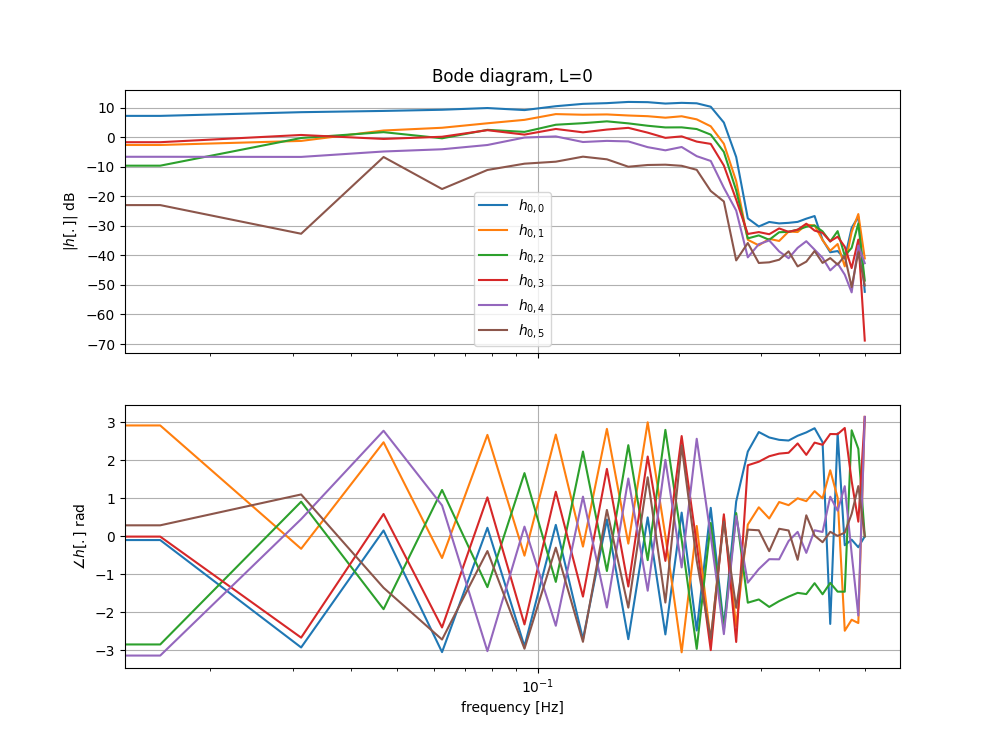 Bode diagram, L=0
|h[.]| dB
10
0
−10
−20
−30
−40
−50
−60
−70
h0,0
h0,1
h0,2
h0,3
h0,4
h0,5
∠h[.] rad
3
2
1
0
−1
−2
−3
10−1
frequency [Hz]